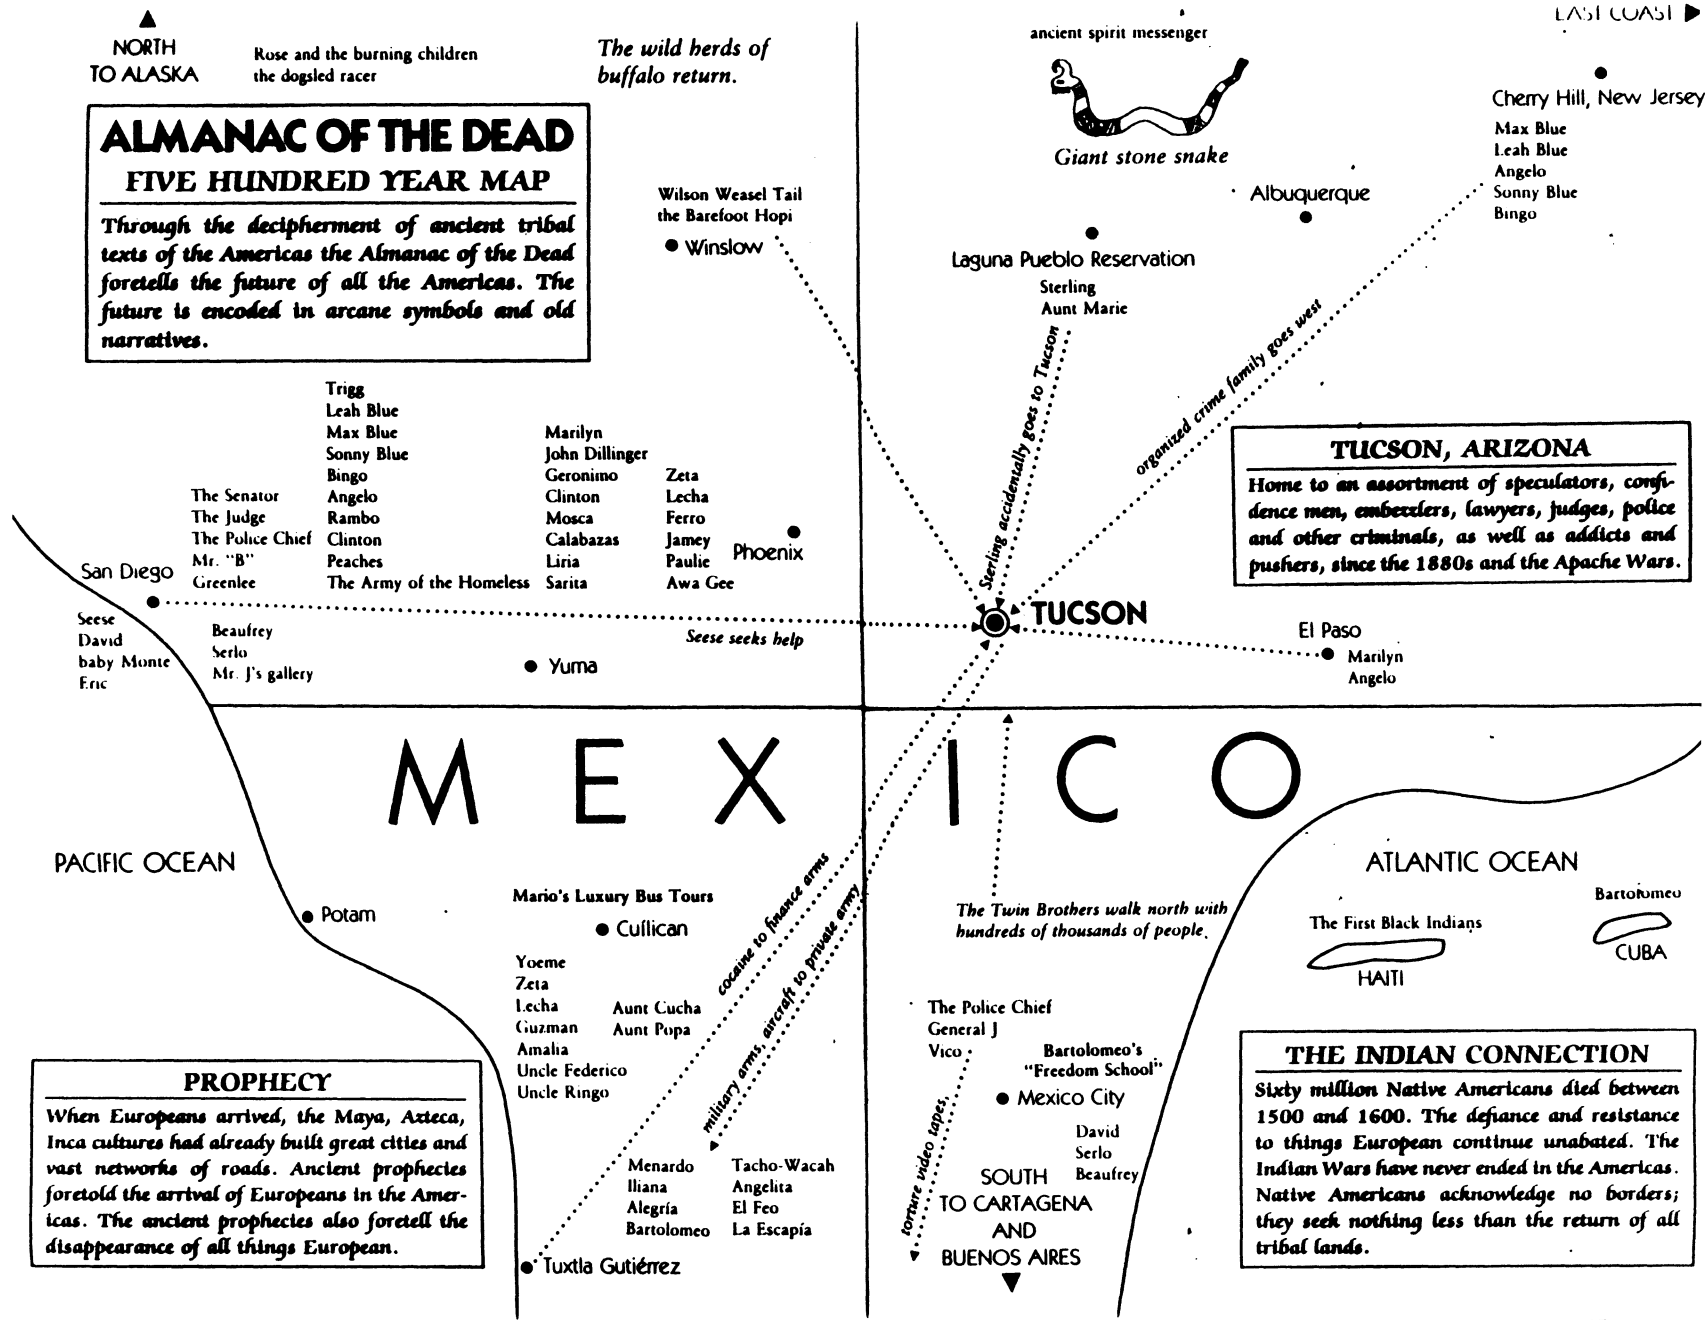 EAST COAST
NORTH
TO ALASKA
Rose and the burning children
the dogsled racer
The wild herds of
buffalo return.
ancient spirit messenger
Giant stone snake
Cherry Hill, New Jersey
Max Blue
Leah Blue
Angelo
Sonny Blue
Bingo
ALMANAC OF THE DEAD
FIVE HUNDRED YEAR MAP
Through the decipherment of ancient tribal
texts of the Americas the Almanac of the Dead
foretells the future of all the Americas. The
future is encoded in arcane symbols and old
narratives.
Wilson Weasel Tail
the Barefoot Hopi
Winslow
Albuquerque
Laguna Pueblo Reservation
Sterling
Aunt Marie
Sterling accidentally goes to Tucson
organized crime family goes west
TUCSON, ARIZONA
Home to an assortment of speculators, confi-
dence men, embezzlers, lawyers, judges, police
and other criminals, as well as addicts and
pushers, since the 1880s and the Apache Wars.
The Senator
The Judge
The Police Chief
Mr. "B"
Greenlee
Trigg
Leah Blue
Max Blue
Sonny Blue
Bingo
Angelo
Rambo
Clinton
Peaches
The Army of the Homeless
Marilyn
John Dillinger
Geronimo
Clinton
Mosca
Calabazas
Liria
Sarita
Zeta
Lecha
Ferro
Jamey
Paulie
Awa Gee
Phoenix
San Diego
Seese
David
baby Monte
Eric
Beaufrey
Serlo
Mr. J's gallery
Seese seeks help
Yuma
TUCSON
El Paso
Marilyn
Angelo
MEXICO
PACIFIC OCEAN
ATLANTIC OCEAN
Potam
Mario's Luxury Bus Tours
Culican
Yoeme
Zeta
Lecha
Guzman
Amalia
Uncle Federico
Uncle Ringo
Aunt Cucha
Aunt Popa
cocaine to finance arms
military arms, aircraft to private army
The Twin Brothers walk north with
hundreds of thousands of people.
The First Black Indians
HAITI
Bartolomeo
CUBA
The Police Chief
General J
Vico
torture video tapes,
Bartolomeo's
"Freedom School"
Mexico City
David
Serlo
Beaufrey
SOUTH
TO CARTAGENA
AND
BUENOS AIRES
PROPHECY
When Europeans arrived, the Maya, Azteca,
Inca cultures had already built great cities and
vast networks of roads. Ancient prophecies
foretold the arrival of Europeans in the Amer-
icas. The ancient prophecies also foretell the
disappearance of all things European.
Menardo
Iliana
Alegría
Bartolomeo
Tacho-Wacah
Angelita
El Feo
La Escapía
Tuxtla Gutiérrez
THE INDIAN CONNECTION
Sixty million Native Americans died between
1500 and 1600. The defiance and resistance
to things European continue unabated. The
Indian Wars have never ended in the Americas.
Native Americans acknowledge no borders;
they seek nothing less than the return of all
tribal lands.